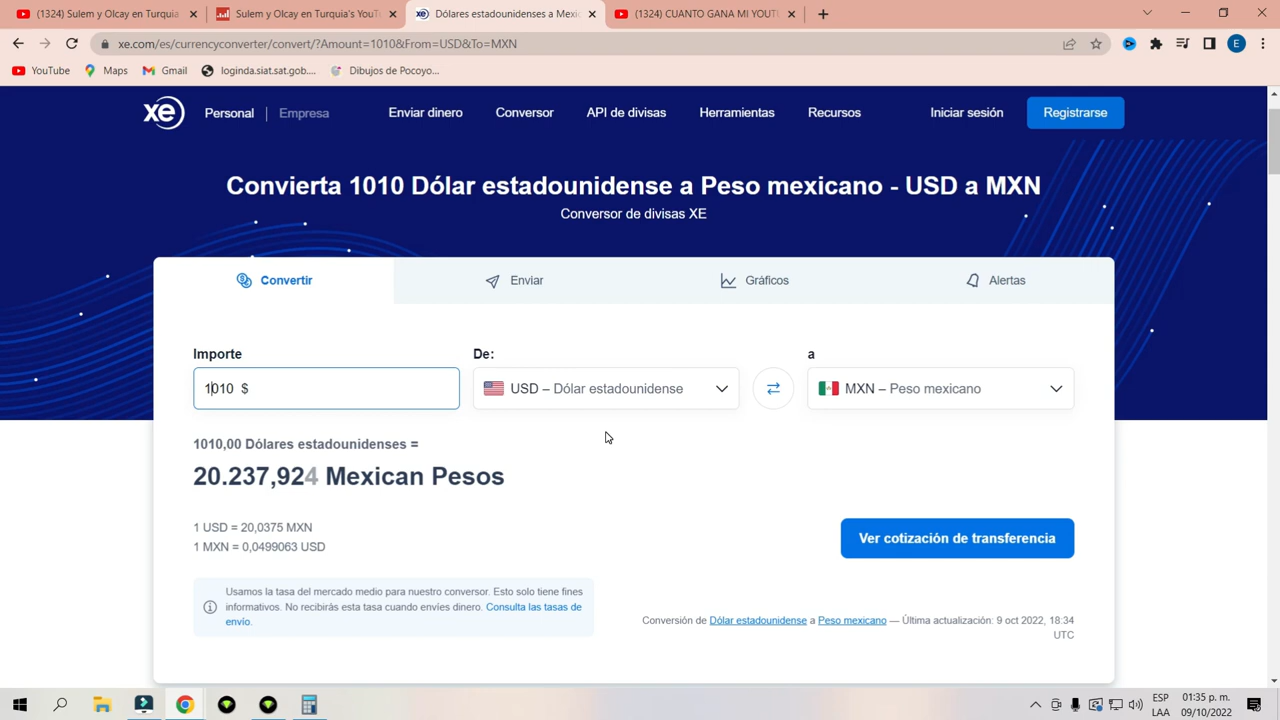 (1324) Sulem y Olcay en Turquia
Sulem y Olcay en Turquia's YouT
Dólares estadounidenses a Mexic
(1324) CUANTO GANA MI YOUTU
xe.com/es/currencyconverter/convert/?Amount=1010&From=USD&To=MXN
E
YouTube
Maps
Gmail
loginda.siat.sat.gob....
Dibujos de Pocoyo...
xe
Personal
Empresa
Enviar dinero
Conversor
API de divisas
Herramientas
Recursos
Iniciar sesión
Registrarse
Convierta 1010 Dólar estadounidense a Peso mexicano - USD a MXN
Conversor de divisas XE
Convertir
Enviar
Gráficos
Alertas
Importe
De:
a
1010 $
USD – Dólar estadounidense
MXN – Peso mexicano
1010,00 Dólares estadounidenses =
20.237,924 Mexican Pesos
1 USD = 20,0375 MXN
1 MXN = 0,0499063 USD
Ver cotización de transferencia
Usamos la tasa del mercado medio para nuestro conversor. Esto solo tiene fines
informativos. No recibirás esta tasa cuando envíes dinero. Consulta las tasas de
envío.
Conversión de Dólar estadounidense a Peso mexicano — Última actualización: 9 oct 2022, 18:34
UTC
ESP
LAA
01:35 p. m.
09/10/2022